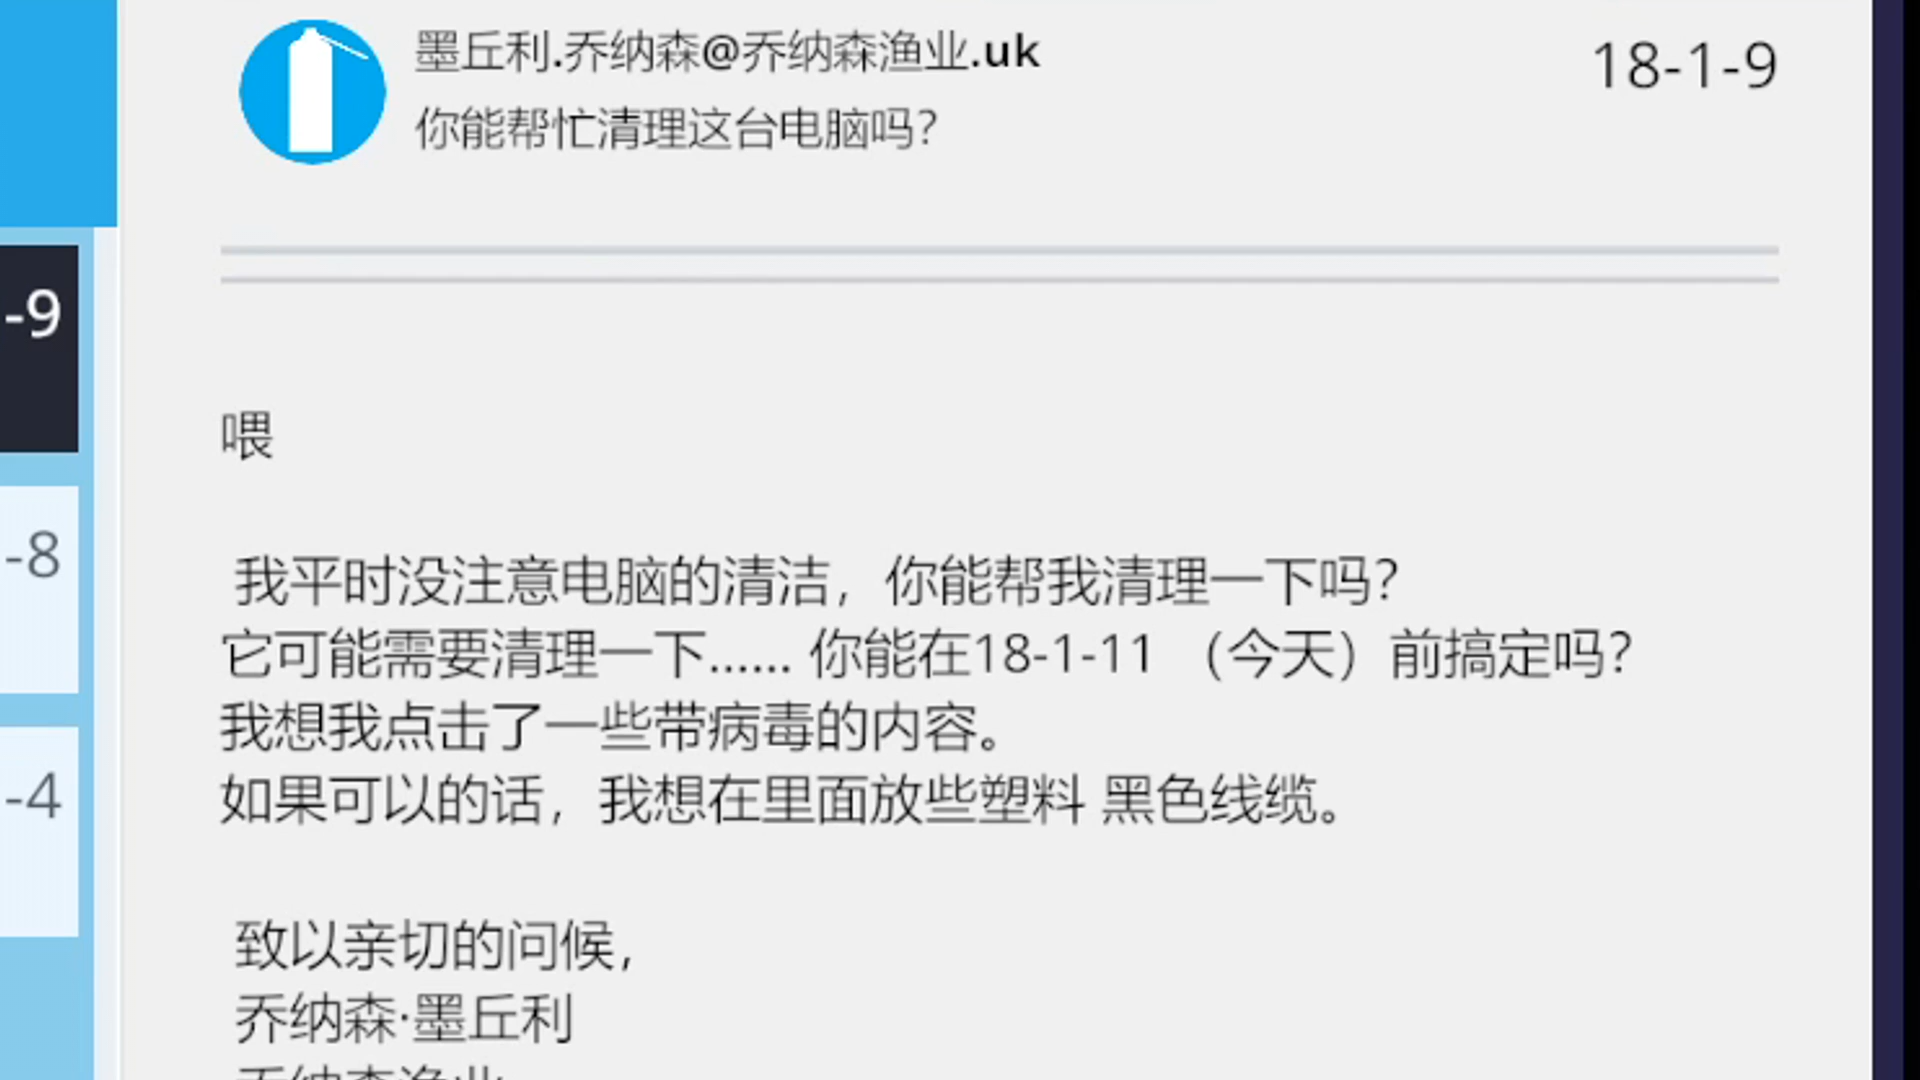 墨丘利.乔纳森@乔纳森渔业.uk
18-1-9
你能帮忙清理这台电脑吗？
-9
喂
-8
我平时没注意电脑的清洁，你能帮我清理一下吗？
它可能需要清理一下…… 你能在18-1-11 （今天）前搞定吗？
我想我点击了一些带病毒的内容。
-4
如果可以的话，我想在里面放些塑料 黑色线缆。
致以亲切的问候，
乔纳森·墨丘利
乔纳森渔业